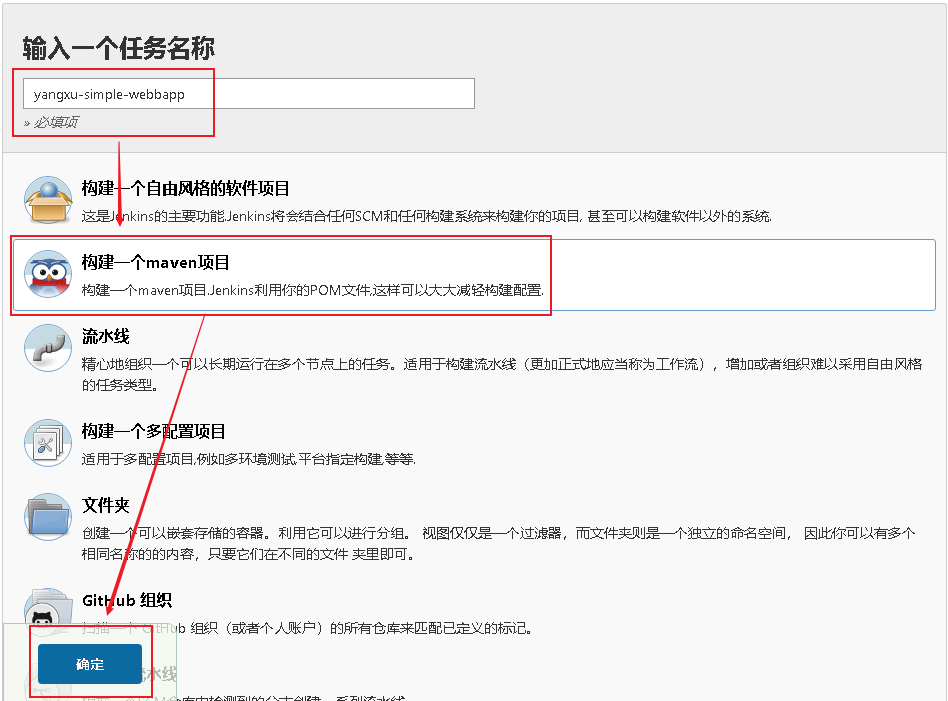 输入一个任务名称
yangxu-simple-webbapp
» 必填项
构建一个自由风格的软件项目
这是Jenkins的主要功能.Jenkins将会结合任何SCM和任何构建系统来构建你的项目, 甚至可以构建软件以外的系统.
构建一个maven项目
构建一个maven项目.Jenkins利用你的POM文件,这样可以大大减轻构建配置.
流水线
精心地组织一个可以长期运行在多个节点上的任务。适用于构建流水线（更加正式地应当称为工作流），增加或者组织难以采用自由风格
的任务类型。
构建一个多配置项目
适用于多配置项目,例如多环境测试,平台指定构建,等等.
文件夹
创建一个可以嵌套存储的容器。利用它可以进行分组。 视图仅仅是一个过滤器，而文件夹则是一个独立的命名空间， 因此你可以有多个
相同名称的的内容，只要它们在不同的文件 夹里即可。
GitHub 组织
扫描一个 GitHub 组织（或者个人账户）的所有仓库来匹配已定义的标记。
确定
水线